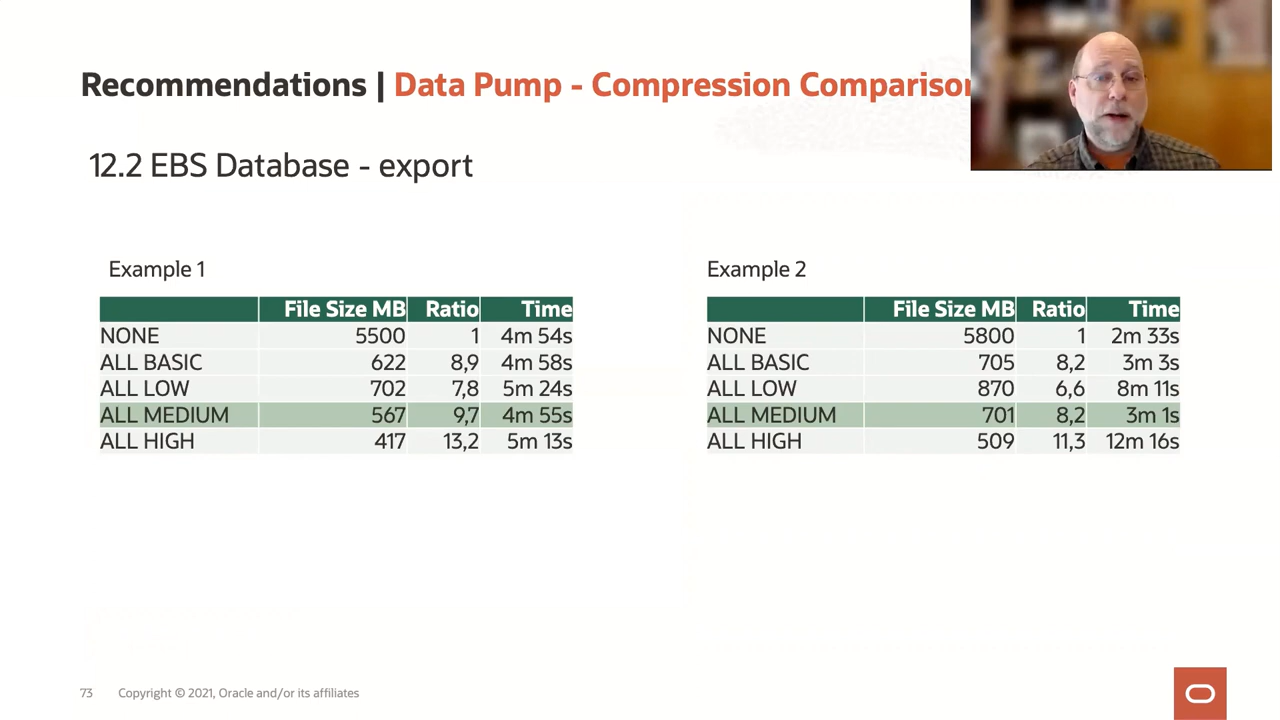 Recommendations | Data Pump - Compression Comparison
12.2 EBS Database - export
Example 1
File Size MB Ratio Time
NONE 5500 1 4m 54s
ALL BASIC 622 8,9 4m 58s
ALL LOW 702 7,8 5m 24s
ALL MEDIUM 567 9,7 4m 55s
ALL HIGH 417 13,2 5m 13s
Example 2
File Size MB Ratio Time
NONE 5800 1 2m 33s
ALL BASIC 705 8,2 3m 3s
ALL LOW 870 6,6 8m 11s
ALL MEDIUM 701 8,2 3m 1s
ALL HIGH 509 11,3 12m 16s
73 Copyright © 2021, Oracle and/or its affiliates